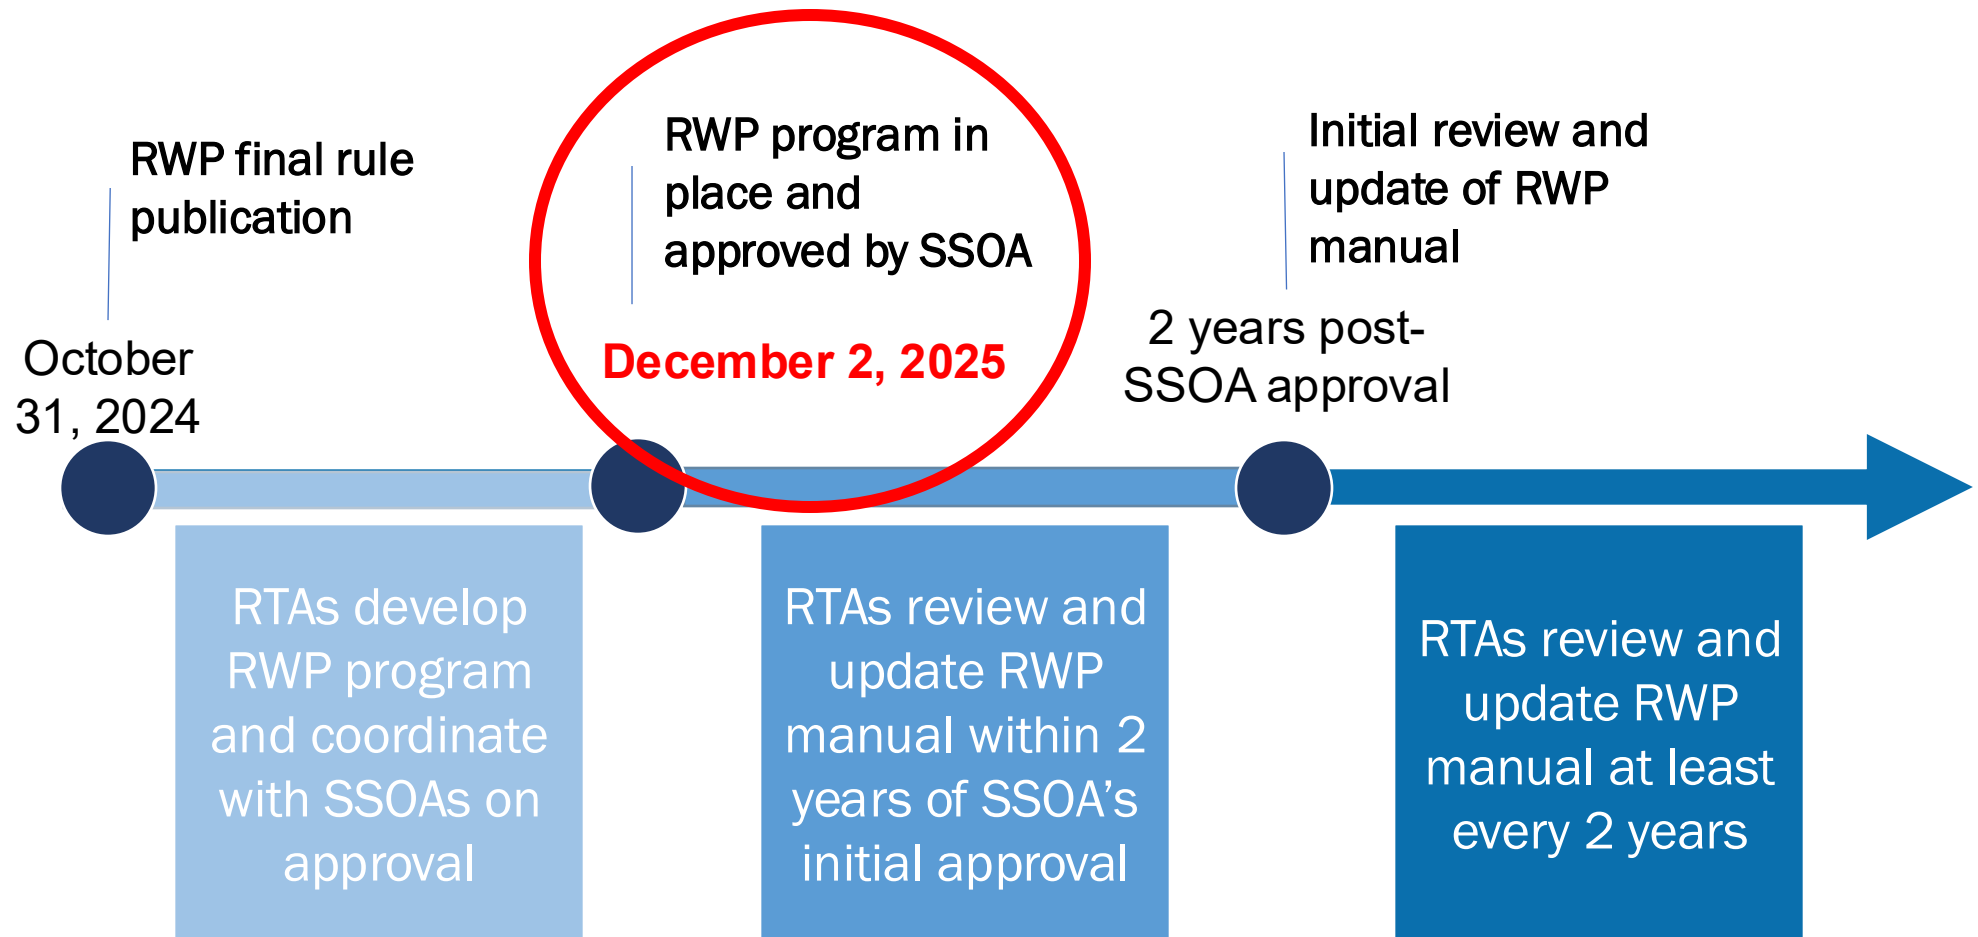 RWP final rule
publication
October
31, 2024
RWP program in
place and
approved by SSOA
December 2, 2025
Initial review and
update of RWP
manual
2 years post-
SSOA approval
RTAs develop
RWP program
and coordinate
with SSOAs on
approval
RTAs review and
update RWP
manual within 2
years of SSOA’s
initial approval
RTAs review and
update RWP
manual at least
every 2 years